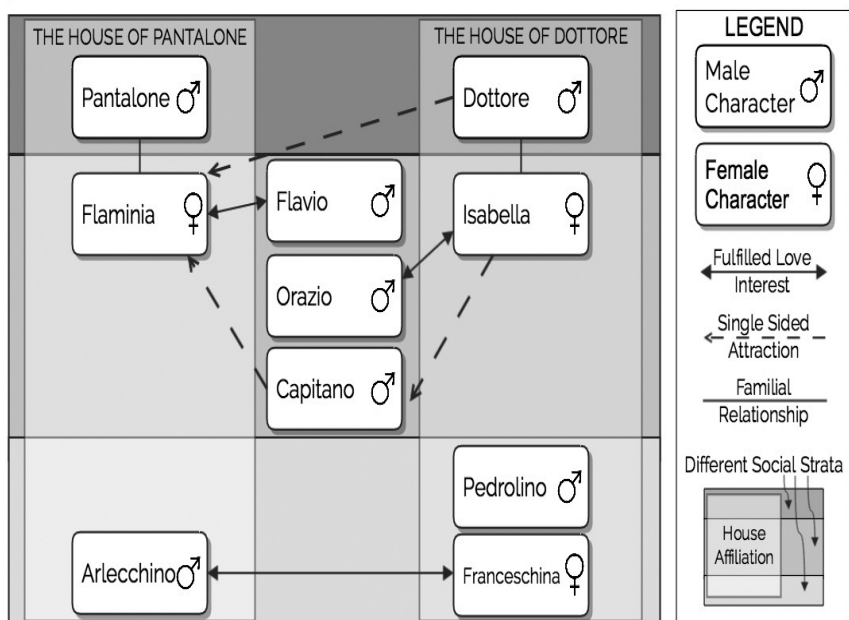 THE HOUSE OF PANTALONE
THE HOUSE OF DOTTORE
Pantalone
Dottore
Flaminia
Flavio
Isabella
Orazio
Capitano
Pedrolino
Arlecchino
Franceschina
LEGEND
Male
Character
Female
Character
Fulfilled Love
Interest
Single Sided
Attraction
Familial
Relationship
Different Social Strata
House
Affiliation